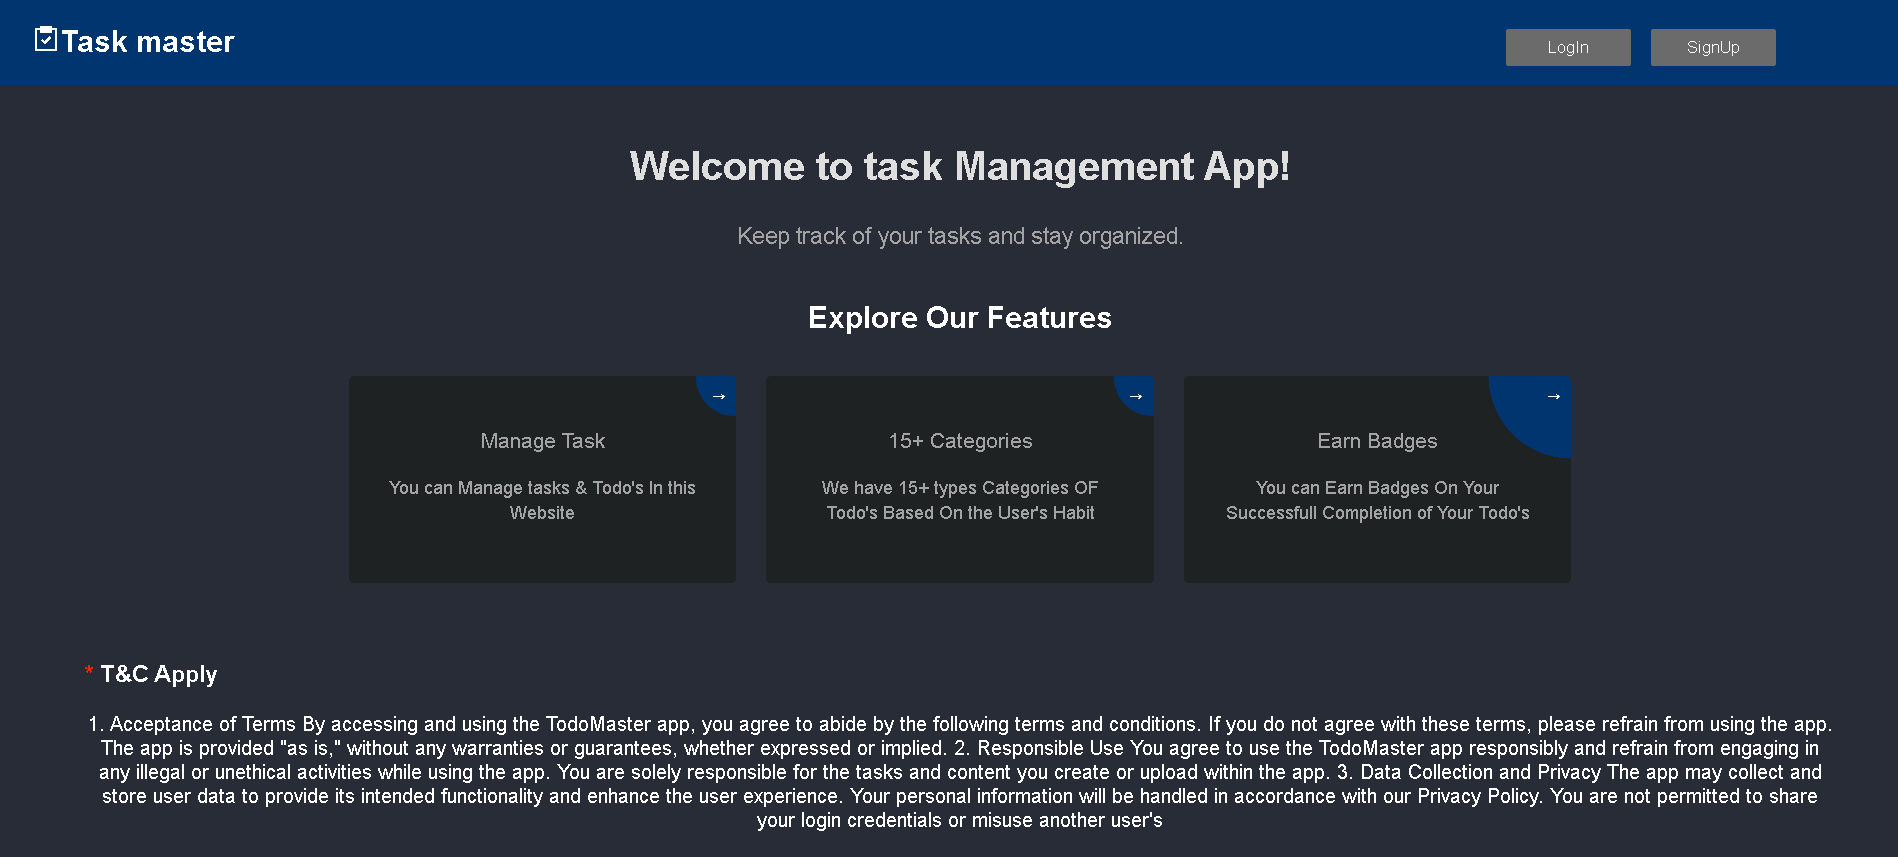 Task master
LogIn
SignUp
Welcome to task Management App!
Keep track of your tasks and stay organized.
Explore Our Features
→
Manage Task
You can Manage tasks & Todo's In this
Website
→
15+ Categories
We have 15+ types Categories OF
Todo's Based On the User's Habit
→
Earn Badges
You can Earn Badges On Your
Successfull Completion of Your Todo's
* T&C Apply
1. Acceptance of Terms By accessing and using the TodoMaster app, you agree to abide by the following terms and conditions. If you do not agree with these terms, please refrain from using the app.
The app is provided "as is," without any warranties or guarantees, whether expressed or implied. 2. Responsible Use You agree to use the TodoMaster app responsibly and refrain from engaging in
any illegal or unethical activities while using the app. You are solely responsible for the tasks and content you create or upload within the app. 3. Data Collection and Privacy The app may collect and
store user data to provide its intended functionality and enhance the user experience. Your personal information will be handled in accordance with our Privacy Policy. You are not permitted to share
your login credentials or misuse another user's